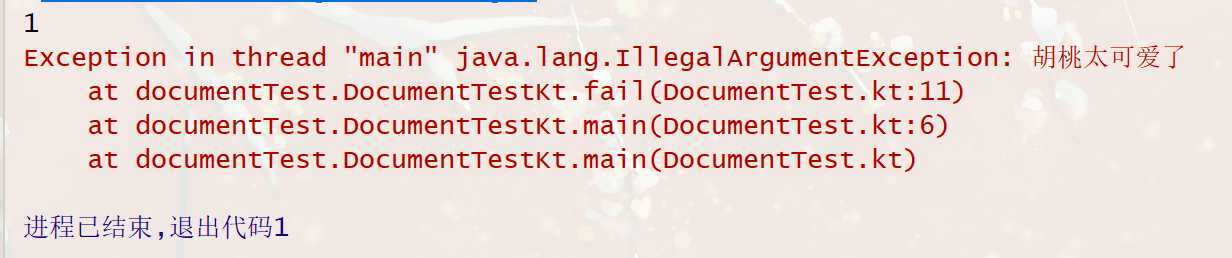 1
Exception in thread "main" java.lang.IllegalArgumentException: 胡桃太可爱了
    at documentTest.DocumentTestKt.fail(DocumentTest.kt:11)
    at documentTest.DocumentTestKt.main(DocumentTest.kt:6)
    at documentTest.DocumentTestKt.main(DocumentTest.kt)
进程已结束,退出代码1